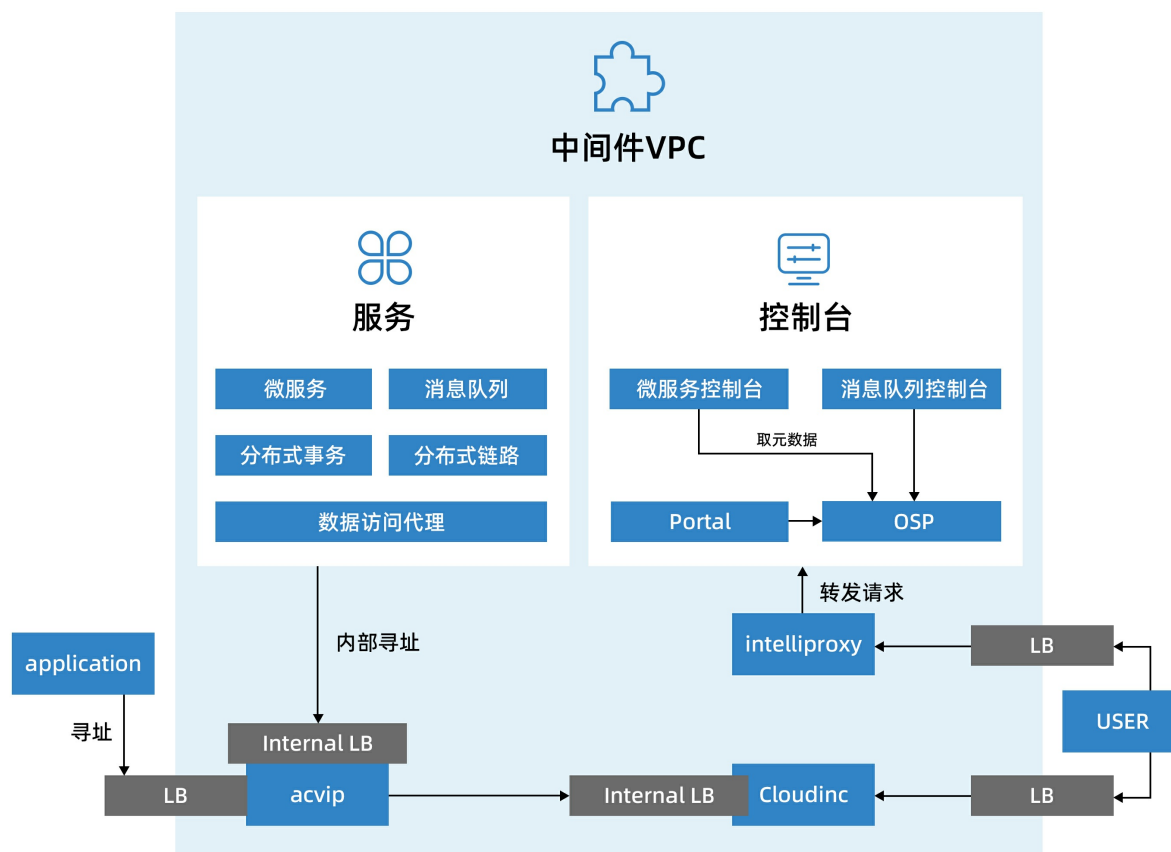 中间件VPC
服务
微服务
消息队列
分布式事务
分布式链路
数据访问代理
控制台
微服务控制台
消息队列控制台
取元数据
Portal
OSP
转发请求
内部寻址
application
寻址
intelliproxy
LB
USER
Internal LB
LB
acvip
Internal LB
Cloudinc
LB